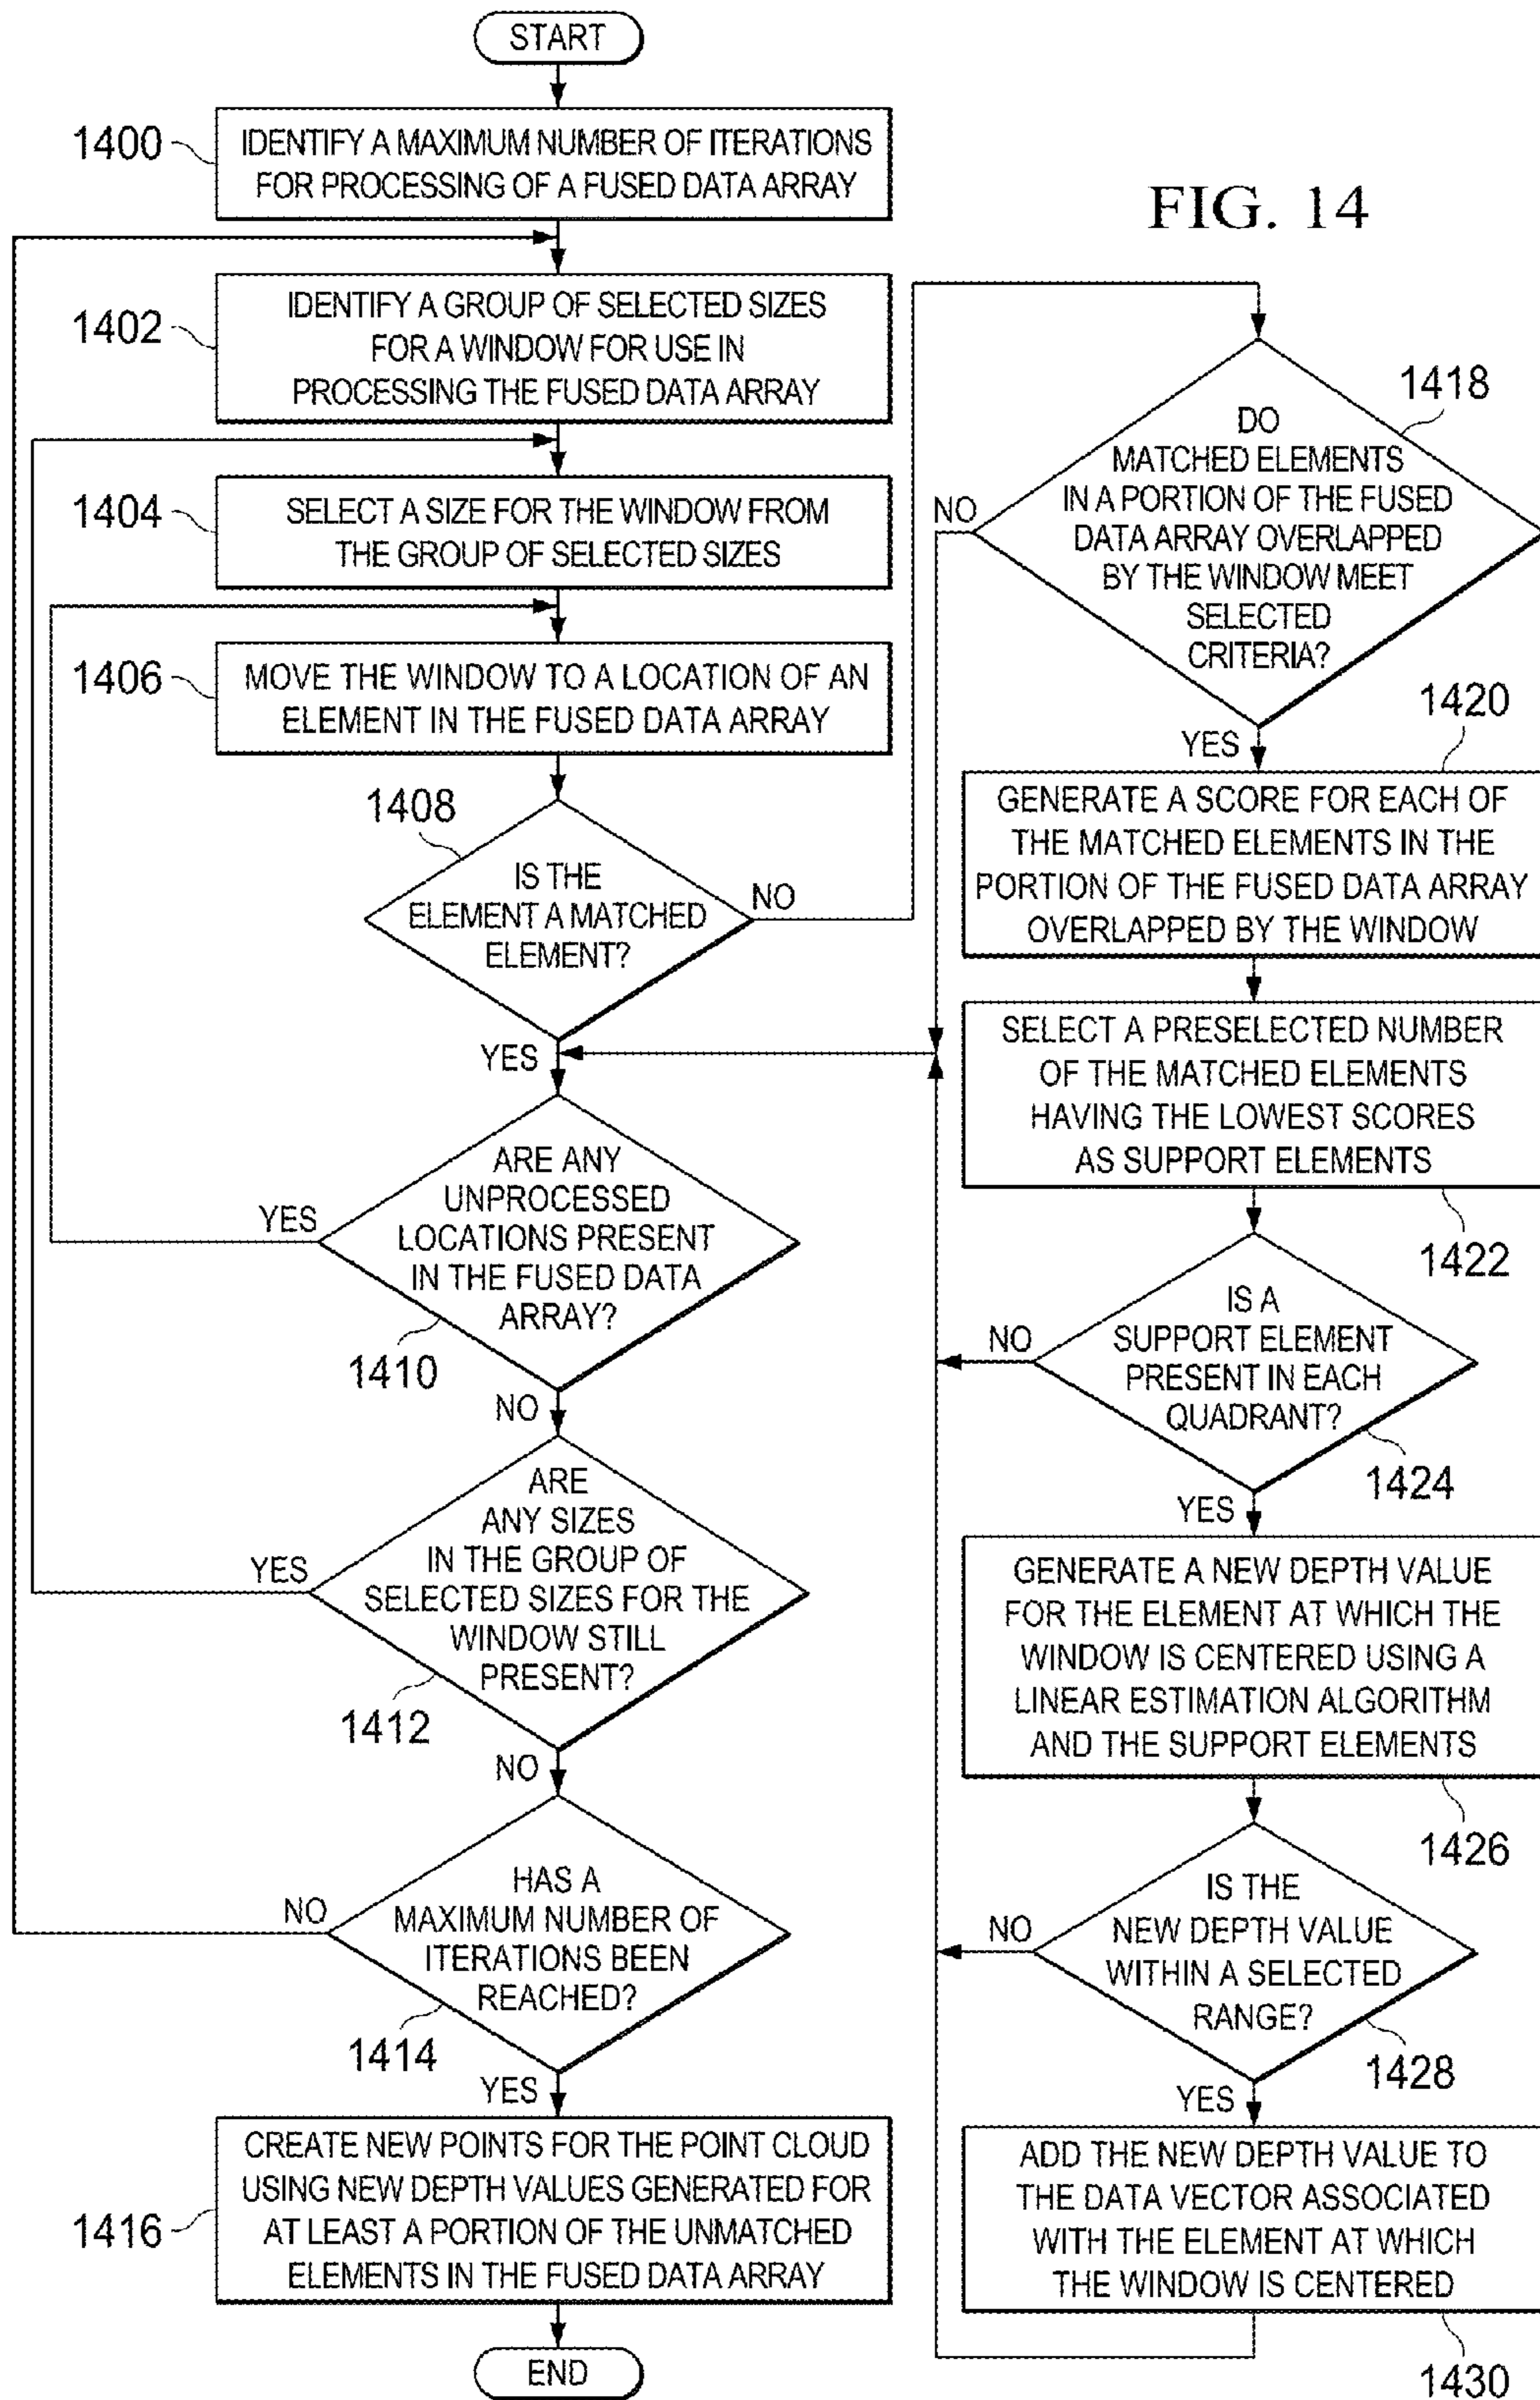 START
1400
IDENTIFY A MAXIMUM NUMBER OF ITERATIONS
FOR PROCESSING OF A FUSED DATA ARRAY
FIG. 14
1402
IDENTIFY A GROUP OF SELECTED SIZES
FOR A WINDOW FOR USE IN
PROCESSING THE FUSED DATA ARRAY
1404
SELECT A SIZE FOR THE WINDOW FROM
THE GROUP OF SELECTED SIZES
1406
MOVE THE WINDOW TO A LOCATION OF AN
ELEMENT IN THE FUSED DATA ARRAY
1408
IS THE
ELEMENT A MATCHED
ELEMENT?
NO
YES
ARE ANY
UNPROCESSED
LOCATIONS PRESENT
IN THE FUSED DATA
ARRAY?
YES
1410
NO
ARE
ANY SIZES
IN THE GROUP OF
SELECTED SIZES FOR THE
WINDOW STILL
PRESENT?
YES
1412
NO
HAS A
MAXIMUM NUMBER OF
ITERATIONS BEEN
REACHED?
NO
1414
YES
CREATE NEW POINTS FOR THE POINT CLOUD
USING NEW DEPTH VALUES GENERATED FOR
AT LEAST A PORTION OF THE UNMATCHED
ELEMENTS IN THE FUSED DATA ARRAY
1416
END
1418
DO
MATCHED ELEMENTS
IN A PORTION OF THE FUSED
DATA ARRAY OVERLAPPED
BY THE WINDOW MEET
SELECTED
CRITERIA?
NO
1420
YES
GENERATE A SCORE FOR EACH OF
THE MATCHED ELEMENTS IN THE
PORTION OF THE FUSED DATA ARRAY
OVERLAPPED BY THE WINDOW
SELECT A PRESELECTED NUMBER
OF THE MATCHED ELEMENTS
HAVING THE LOWEST SCORES
AS SUPPORT ELEMENTS
1422
IS A
SUPPORT ELEMENT
PRESENT IN EACH
QUADRANT?
NO
1424
YES
GENERATE A NEW DEPTH VALUE
FOR THE ELEMENT AT WHICH THE
WINDOW IS CENTERED USING A
LINEAR ESTIMATION ALGORITHM
AND THE SUPPORT ELEMENTS
1426
IS THE
NEW DEPTH VALUE
WITHIN A SELECTED
RANGE?
NO
1428
YES
ADD THE NEW DEPTH VALUE TO
THE DATA VECTOR ASSOCIATED
WITH THE ELEMENT AT WHICH
THE WINDOW IS CENTERED
1430